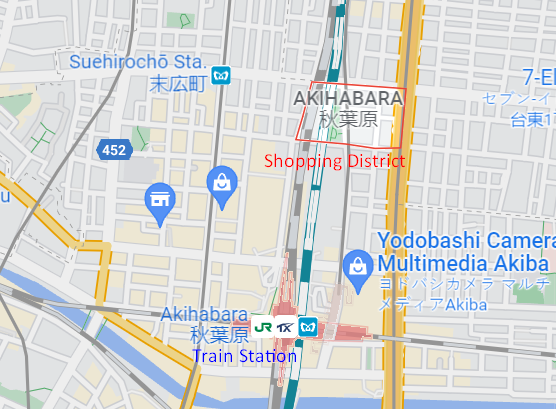 Suehirochō Sta.
末広町
7-El
セブン-イ
台東1丁
AKIHABARA
秋葉原
Shopping District
452
u
Yodobashi Camera
Multimedia Akiba
ヨドバシカメラ マルチ
メディアAkiba
Akihabara
秋葉原
JR TX
Train Station